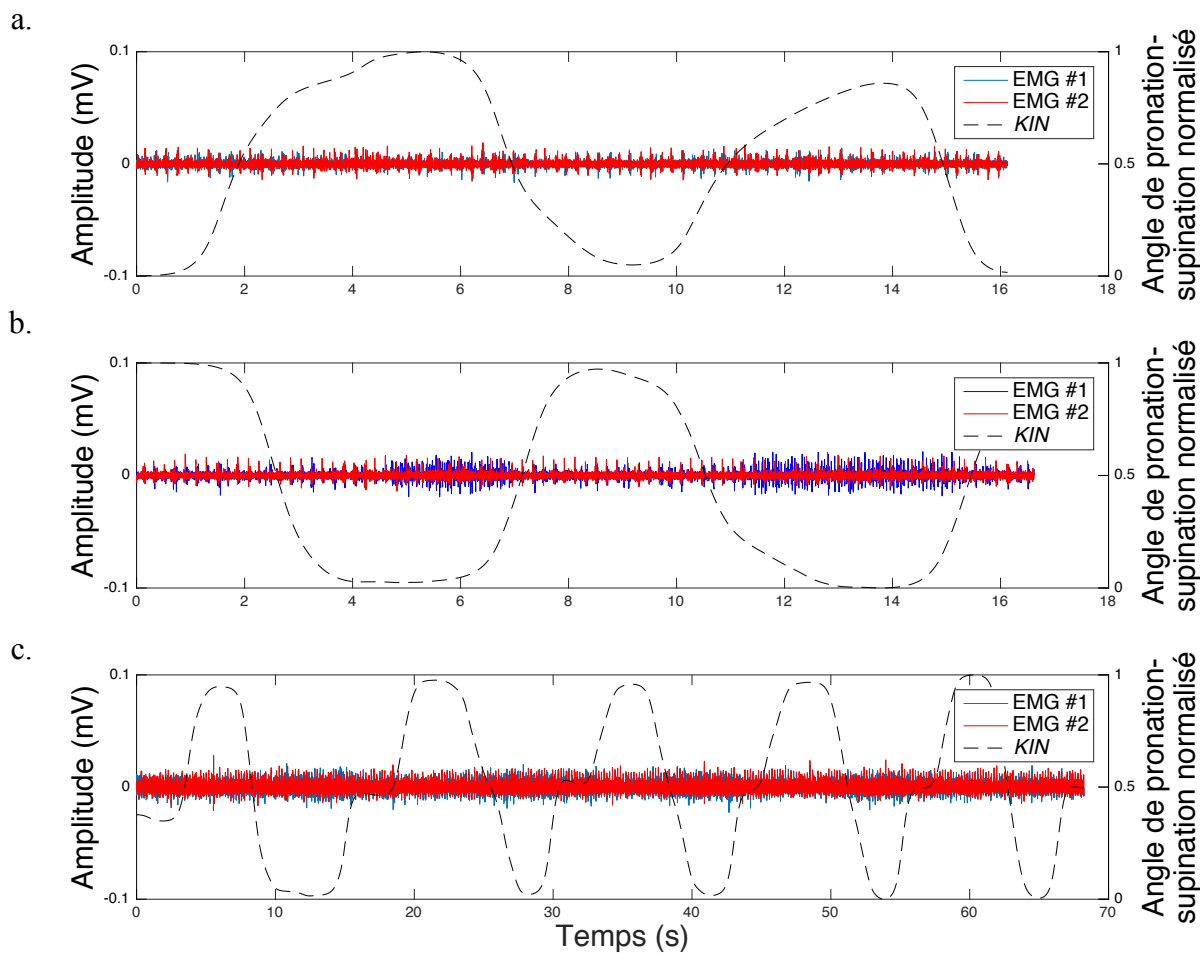 a.
Amplitude (mV)
0.1
0
-0.1
0 2 4 6 8 10 12 14 16 18
1
0.5
0
Angle de pronation-
supination normalisé
EMG #1
EMG #2
KIN
b.
Amplitude (mV)
0.1
0
-0.1
0 2 4 6 8 10 12 14 16 18
1
0.5
0
Angle de pronation-
supination normalisé
EMG #1
EMG #2
KIN
c.
Amplitude (mV)
0.1
0
-0.1
0 10 20 30 40 50 60 70
1
0.5
0
Angle de pronation-
supination normalisé
EMG #1
EMG #2
KIN
Temps (s)